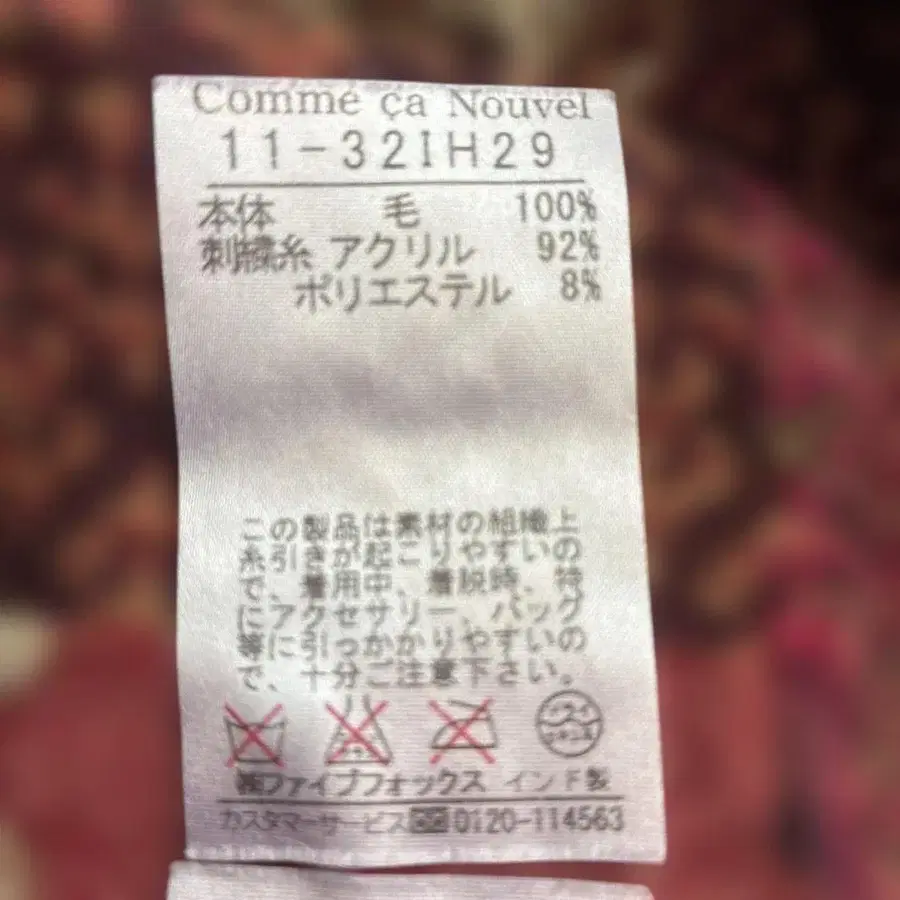 Comme ça Nouvel
11-32IH29
本体 毛 100%
刺繍糸 アクリル 92%
ポリエステル 8%
この製品は素材の組織上
糸引きが起こりやすいの
で、着用中、着脱時、特
にアクセサリー、バッグ
等に引っかかりやすいの
で、十分ご注意下さい。
㈱ファイブフォックス インド製
カスタマーサービス 0120-114563